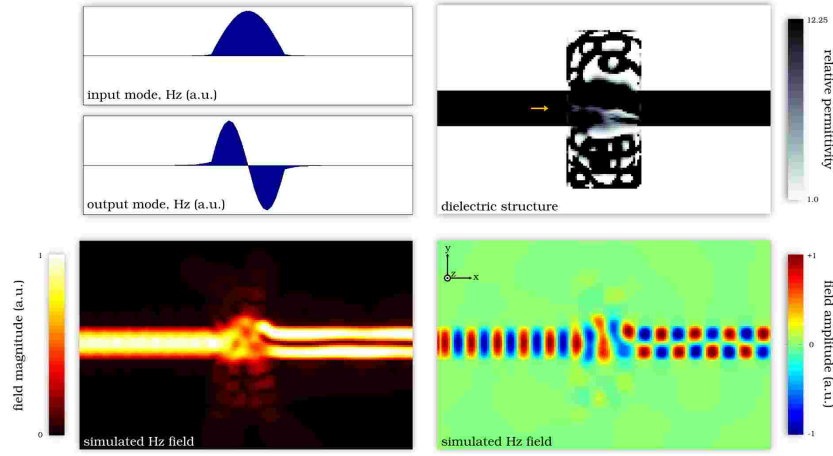 input mode, Hz (a.u.)
output mode, Hz (a.u.)
dielectric structure
12.25
relative permittivity
1.0
1
field magnitude (a.u.)
0
simulated Hz field
y
z
x
simulated Hz field
+1
field amplitude (a.u.)
-1